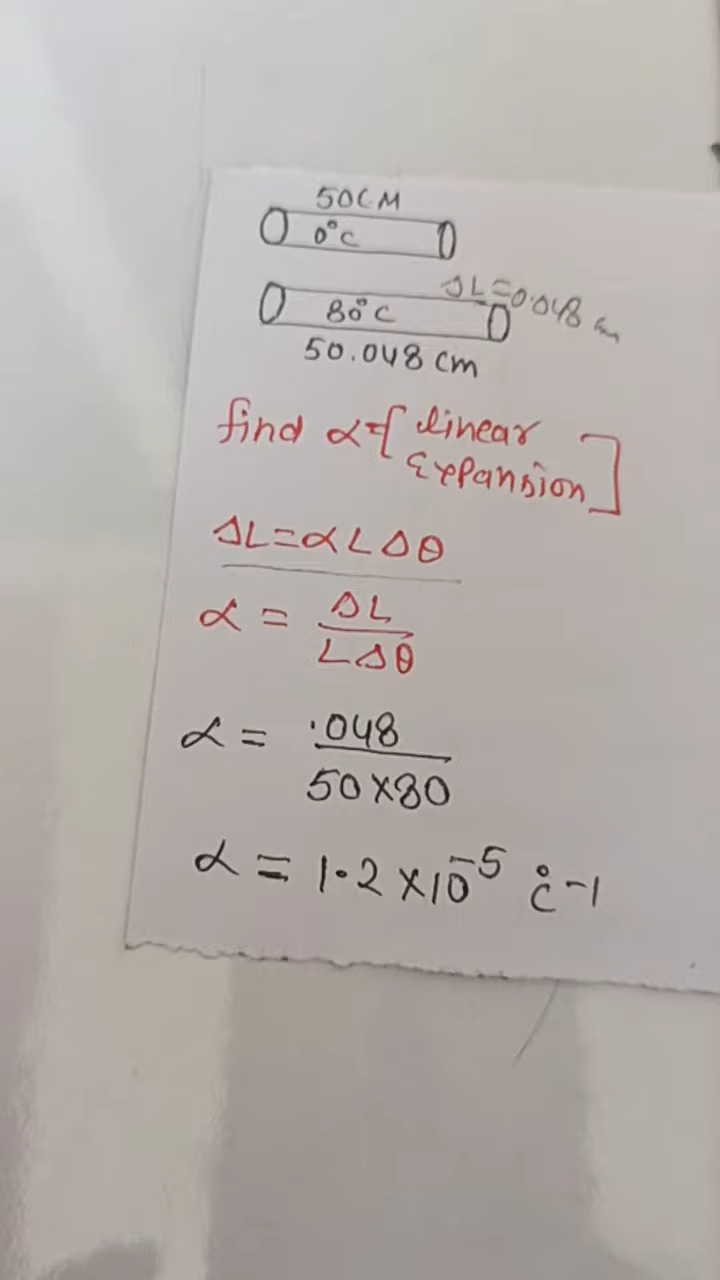 50CM
0°C
ΔL=0.048 cm
80°C
50.048 cm
find α=[linear
expansion]
ΔL=αLΔθ
α = ΔL
LΔθ
α = .048
50×80
α = 1.2×10⁻⁵ °C⁻¹